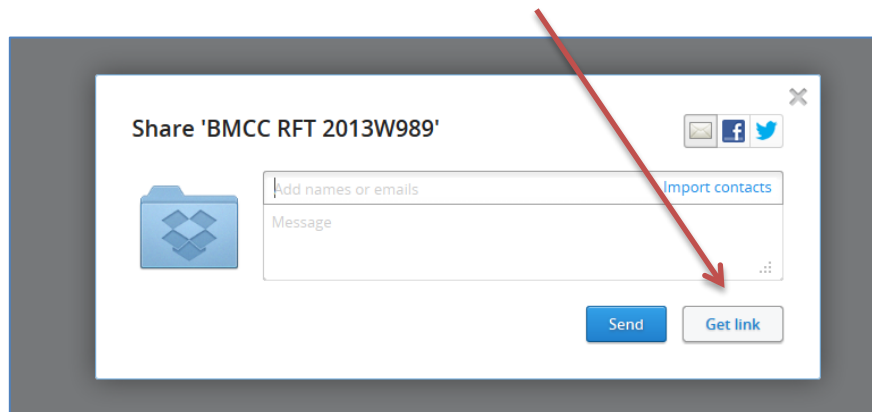 Share 'BMCC RFT 2013W989'
Add names or emails
Import contacts
Message
Send
Get link